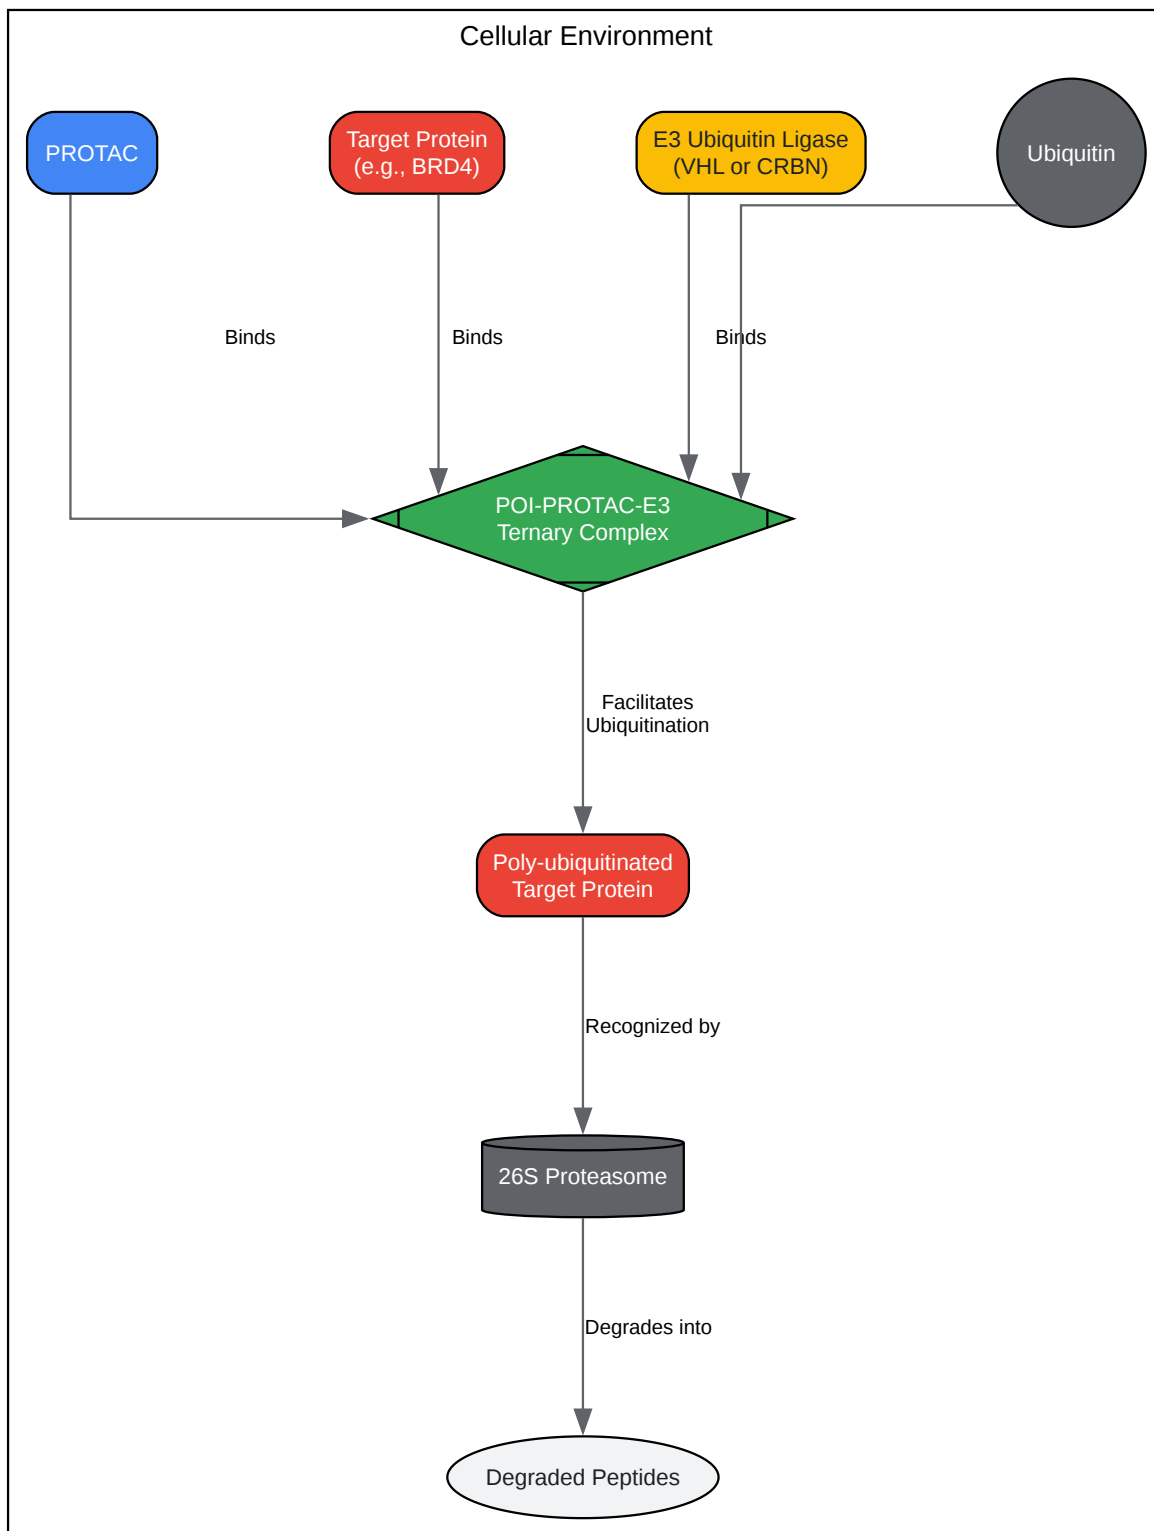 Cellular Environment
PROTAC
Target Protein
(e.g., BRD4)
E3 Ubiquitin Ligase
(VHL or CRBN)
Ubiquitin
Binds
Binds
Binds
POI-PROTAC-E3
Ternary Complex
Facilitates
Ubiquitination
Poly-ubiquitinated
Target Protein
Recognized by
26S Proteasome
Degrades into
Degraded Peptides